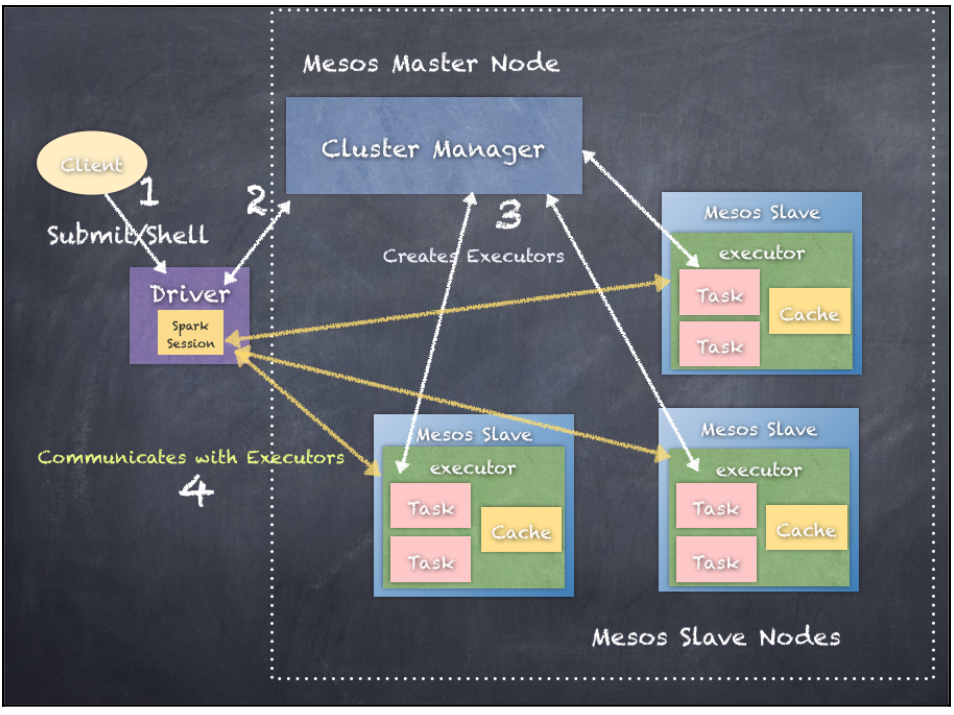 Mesos Master Node
Cluster Manager
Client
1
Submit/Shell
2
3
Creates Executors
Driver
Spark
Session
Mesos Slave
executor
Task
Cache
Task
Communicates with Executors
4
Mesos Slave
executor
Task
Cache
Task
Mesos Slave
executor
Task
Cache
Task
Mesos Slave Nodes